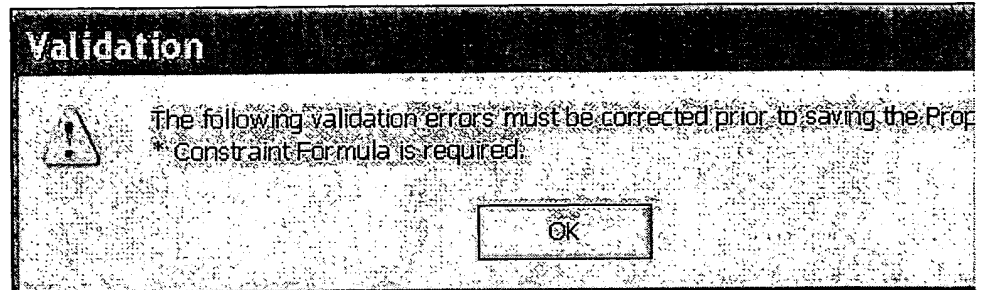 Validation
The following validation errors must be corrected prior to saving the Prop
* Constraint Formula is required.
OK